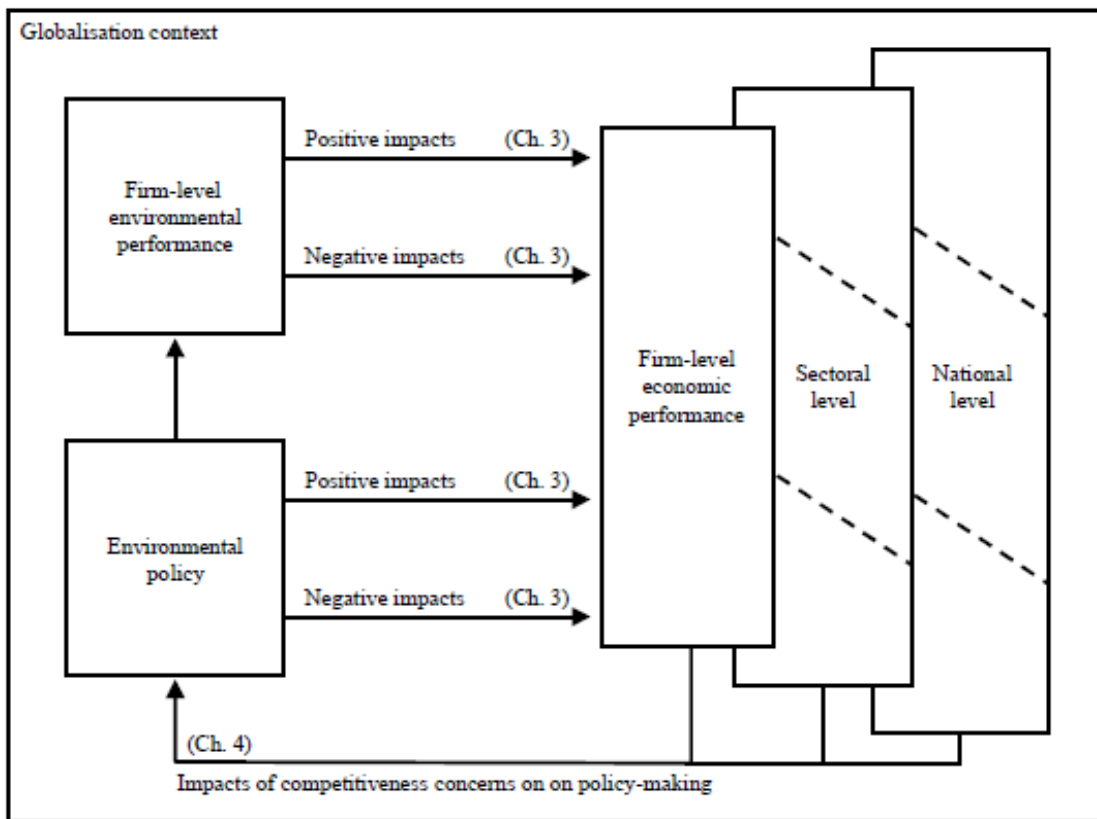 Globalisation context
Positive impacts (Ch. 3)
Firm-level
environmental
performance
Negative impacts (Ch. 3)
Firm-level
economic
performance
Sectoral
level
National
level
Positive impacts (Ch. 3)
Environmental
policy
Negative impacts (Ch. 3)
(Ch. 4)
Impacts of competitiveness concerns on on policy-making